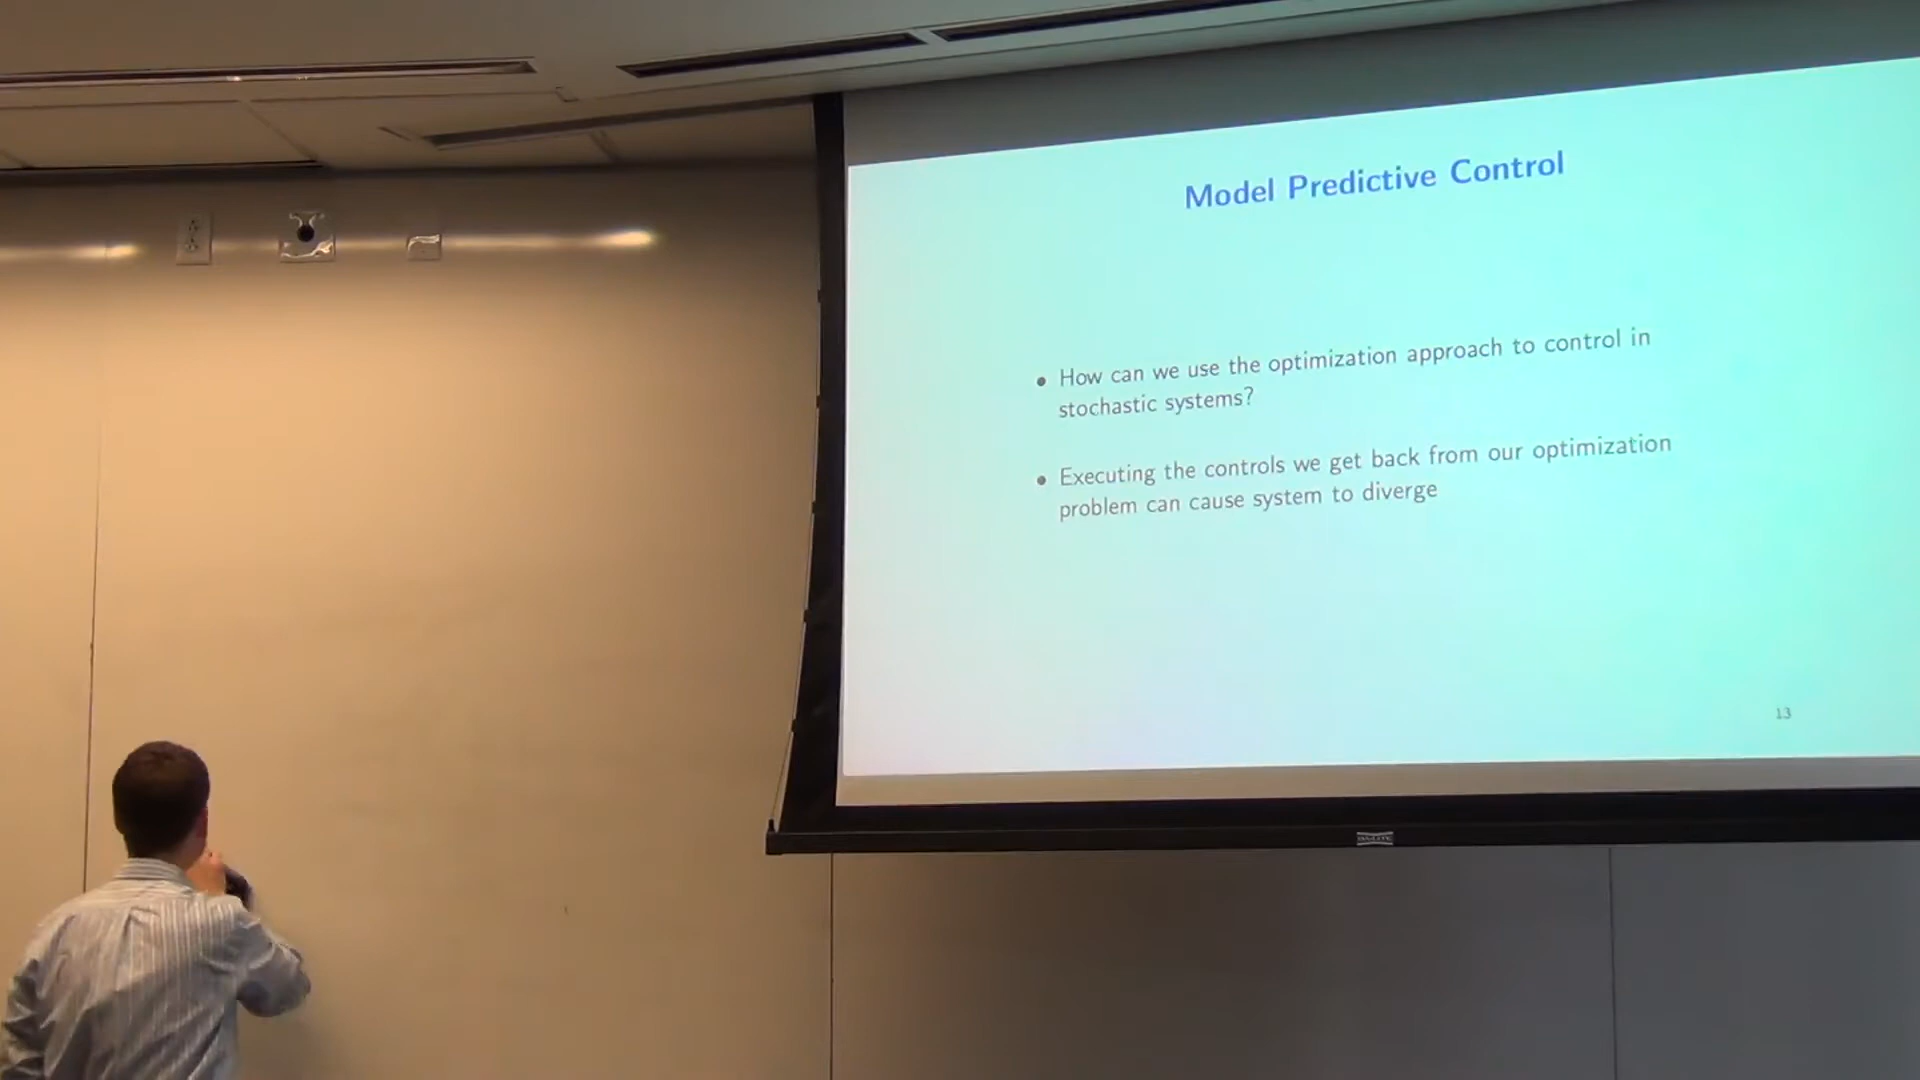 Model Predictive Control
• How can we use the optimization approach to control in
stochastic systems?
• Executing the controls we get back from our optimization
problem can cause system to diverge
13